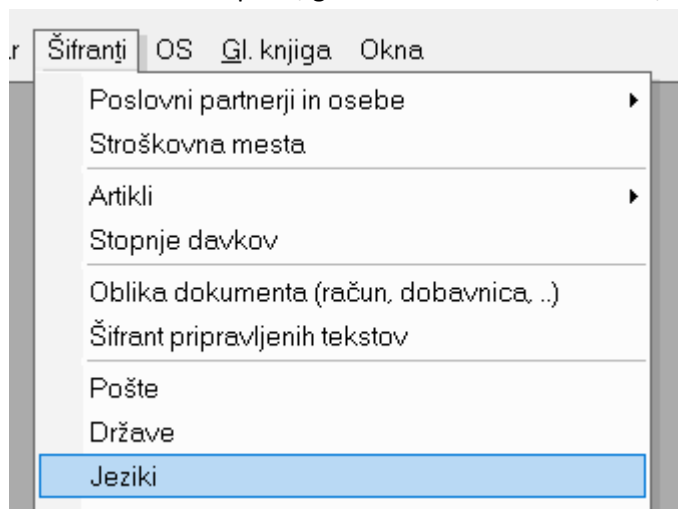 Šifranti OS Gl. knjiga Okna
Poslovni partnerji in osebe
Stroškovna mesta
Artikli
Stopnje davkov
Oblika dokumenta (račun, dobavnica, ..)
Šifrant pripravljenih tekstov
Pošte
Države
Jeziki